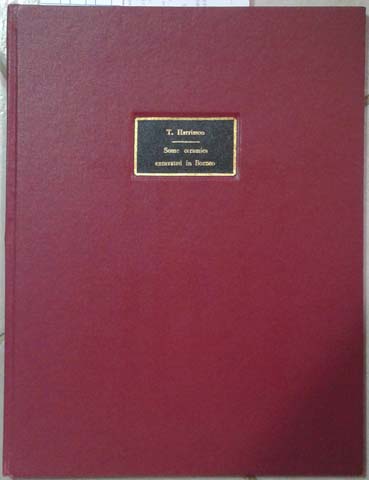 T. Harrisson
Some ceramics
excavated in Borneo